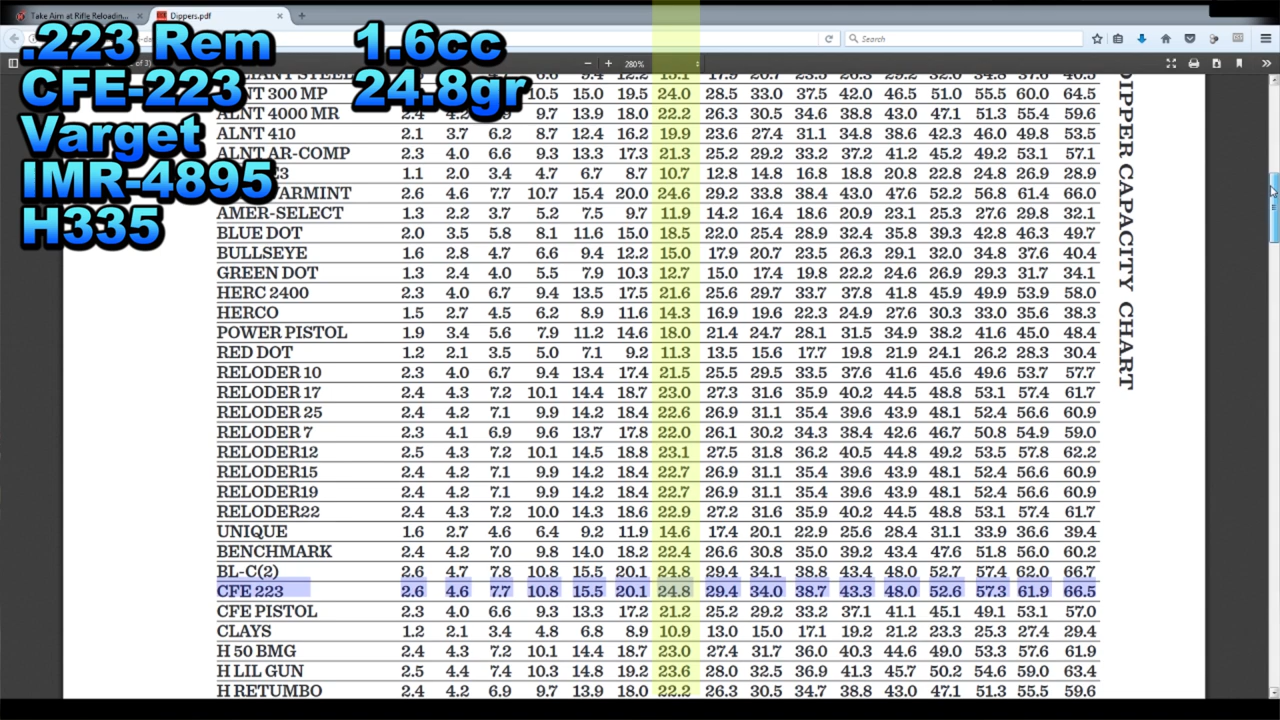 Take Aim at Rifle Reloadin...
Dippers.pdf
Search
280%
.223 Rem 1.6cc
CFE-223 24.8gr
Varget
IMR-4895
H335
DIPPER CAPACITY CHART
300 MP 10.5 15.0 19.5 24.0 28.5 33.0 37.5 42.0 46.5 51.0 55.5 60.0 64.5
ALNT 4000 MR 2.4 9.7 13.9 18.0 22.2 26.3 30.5 34.6 38.8 43.0 47.1 51.3 55.4 59.6
ALNT 410 2.1 3.7 6.2 8.7 12.4 16.2 19.9 23.6 27.4 31.1 34.8 38.6 42.3 46.0 49.8 53.5
ALNT AR-COMP 2.3 4.0 6.6 9.3 13.3 17.3 21.3 25.2 29.2 33.2 37.2 41.2 45.2 49.2 53.1 57.1
1.1 2.0 3.4 4.7 6.7 8.7 10.7 12.8 14.8 16.8 18.8 20.8 22.8 24.8 26.9 28.9
VARMINT 2.6 4.6 7.7 10.7 15.4 20.0 24.6 29.2 33.8 38.4 43.0 47.6 52.2 56.8 61.4 66.0
AMER-SELECT 1.3 2.2 3.7 5.2 7.5 9.7 11.9 14.2 16.4 18.6 20.9 23.1 25.3 27.6 29.8 32.1
BLUE DOT 2.0 3.5 5.8 8.1 11.6 15.0 18.5 22.0 25.4 28.9 32.4 35.8 39.3 42.8 46.3 49.7
BULLSEYE 1.6 2.8 4.7 6.6 9.4 12.2 15.0 17.9 20.7 23.5 26.3 29.1 32.0 34.8 37.6 40.4
GREEN DOT 1.3 2.4 4.0 5.5 7.9 10.3 12.7 15.0 17.4 19.8 22.2 24.6 26.9 29.3 31.7 34.1
HERC 2400 2.3 4.0 6.7 9.4 13.5 17.5 21.6 25.6 29.7 33.7 37.8 41.8 45.9 49.9 53.9 58.0
HERCO 1.5 2.7 4.5 6.2 8.9 11.6 14.3 16.9 19.6 22.3 24.9 27.6 30.3 33.0 35.6 38.3
POWER PISTOL 1.9 3.4 5.6 7.9 11.2 14.6 18.0 21.4 24.7 28.1 31.5 34.9 38.2 41.6 45.0 48.4
RED DOT 1.2 2.1 3.5 5.0 7.1 9.2 11.3 13.5 15.6 17.7 19.8 21.9 24.1 26.2 28.3 30.4
RELODER 10 2.3 4.0 6.7 9.4 13.4 17.4 21.5 25.5 29.5 33.5 37.6 41.6 45.6 49.6 53.7 57.7
RELODER 17 2.4 4.3 7.2 10.1 14.4 18.7 23.0 27.3 31.6 35.9 40.2 44.5 48.8 53.1 57.4 61.7
RELODER 25 2.4 4.2 7.1 9.9 14.2 18.4 22.6 26.9 31.1 35.4 39.6 43.9 48.1 52.4 56.6 60.9
RELODER 7 2.3 4.1 6.9 9.6 13.7 17.8 22.0 26.1 30.2 34.3 38.4 42.6 46.7 50.8 54.9 59.0
RELODER12 2.5 4.3 7.2 10.1 14.5 18.8 23.1 27.5 31.8 36.2 40.5 44.8 49.2 53.5 57.8 62.2
RELODER15 2.4 4.2 7.1 9.9 14.2 18.4 22.7 26.9 31.1 35.4 39.6 43.9 48.1 52.4 56.6 60.9
RELODER19 2.4 4.2 7.1 9.9 14.2 18.4 22.7 26.9 31.1 35.4 39.6 43.9 48.1 52.4 56.6 60.9
RELODER22 2.4 4.3 7.2 10.0 14.3 18.6 22.9 27.2 31.6 35.9 40.2 44.5 48.8 53.1 57.4 61.7
UNIQUE 1.6 2.7 4.6 6.4 9.2 11.9 14.6 17.4 20.1 22.9 25.6 28.4 31.1 33.9 36.6 39.4
BENCHMARK 2.4 4.2 7.0 9.8 14.0 18.2 22.4 26.6 30.8 35.0 39.2 43.4 47.6 51.8 56.0 60.2
BL-C(2) 2.6 4.7 7.8 10.8 15.5 20.1 24.8 29.4 34.1 38.8 43.4 48.0 52.7 57.4 62.0 66.7
CFE 223 2.6 4.6 7.7 10.8 15.5 20.1 24.8 29.4 34.0 38.7 43.3 48.0 52.6 57.3 61.9 66.5
CFE PISTOL 2.3 4.0 6.6 9.3 13.3 17.2 21.2 25.2 29.2 33.2 37.1 41.1 45.1 49.1 53.1 57.0
CLAYS 1.2 2.1 3.4 4.8 6.8 8.9 10.9 13.0 15.0 17.1 19.2 21.2 23.3 25.3 27.4 29.4
H 50 BMG 2.4 4.3 7.2 10.1 14.4 18.7 23.0 27.4 31.7 36.0 40.3 44.6 49.0 53.3 57.6 61.9
H LIL GUN 2.5 4.4 7.4 10.3 14.8 19.2 23.6 28.0 32.5 36.9 41.3 45.7 50.2 54.6 59.0 63.4
H RETUMBO 2.4 4.2 6.9 9.7 13.9 18.0 22.2 26.3 30.5 34.7 38.8 43.0 47.1 51.3 55.5 59.6